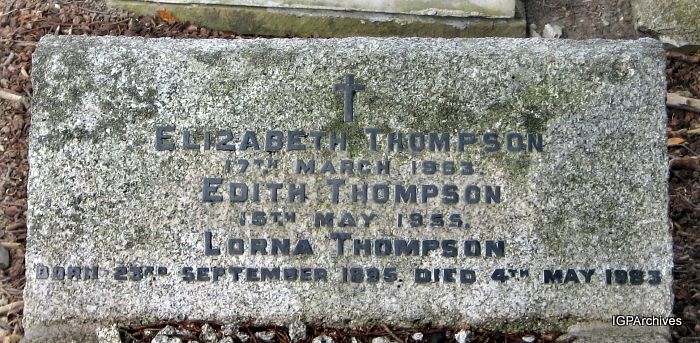 ELIZABETH THOMPSON
17TH MARCH 1953.
EDITH THOMPSON
15TH MAY 1955.
LORNA THOMPSON
BORN 23RD SEPTEMBER 1895 DIED 4TH MAY 1983
IGPArchives